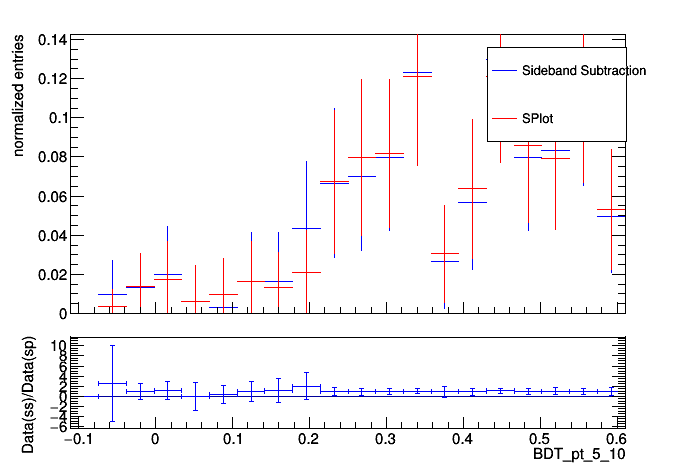 normalized entries
0.14
0.12
0.1
0.08
0.06
0.04
0.02
0
Sideband Subtraction
SPlot
Data(ss)/Data(sp)
10
8
6
4
2
0
−2
−4
−6
−0.1 0 0.1 0.2 0.3 0.4 0.5 0.6
BDT_pt_5_10